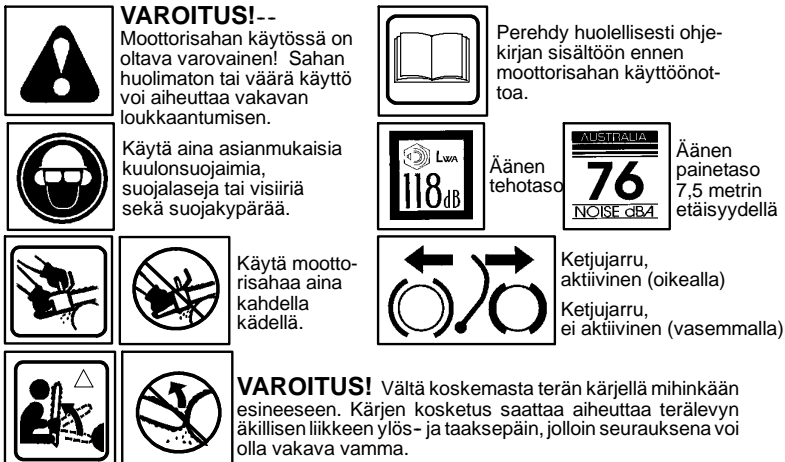 VAROITUS!--
Moottorisahan käytössä on
oltava varovainen! Sahan
huolimaton tai väärä käyttö
voi aiheuttaa vakavan
loukkaantumisen.
Perehdy huolellisesti ohje-
kirjan sisältöön ennen
moottorisahan käyttöönot-
toa.
Käytä aina asianmukaisia
kuulonsuojaimia,
suojalaseja tai visiiriä
sekä suojakypärää.
LWA
118dB
Äänen
tehotaso
AUSTRALIA
76
NOISE dBA
Äänen
painetaso
7,5 metrin
etäisyydellä
Käytä mootto-
risahaa aina
kahdella
kädellä.
Ketjujarru,
aktiivinen (oikealla)
Ketjujarru,
ei aktiivinen (vasemmalla)
VAROITUS! Vältä koskemasta terän kärjellä mihinkään
esineeseen. Kärjen kosketus saattaa aiheuttaa terälevyn
äkillisen liikkeen ylös- ja taaksepäin, jolloin seurauksena voi
olla vakava vamma.